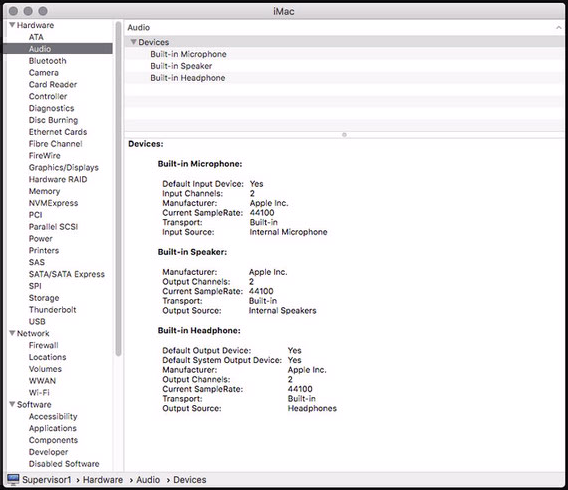 iMac
Hardware
ATA
Audio
Bluetooth
Camera
Card Reader
Controller
Diagnostics
Disc Burning
Ethernet Cards
Fibre Channel
FireWire
Graphics/Displays
Hardware RAID
Memory
NVMExpress
PCI
Parallel SCSI
Power
Printers
SAS
SATA/SATA Express
SPI
Storage
Thunderbolt
USB
Network
Firewall
Locations
Volumes
WWAN
Wi-Fi
Software
Accessibility
Applications
Components
Developer
Disabled Software
Audio
Devices
Built-in Microphone
Built-in Speaker
Built-in Headphone
Devices:
Built-in Microphone:
Default Input Device: Yes
Input Channels: 2
Manufacturer: Apple Inc.
Current SampleRate: 44100
Transport: Built-in
Input Source: Internal Microphone
Built-in Speaker:
Manufacturer: Apple Inc.
Output Channels: 2
Current SampleRate: 44100
Transport: Built-in
Output Source: Internal Speakers
Built-in Headphone:
Default Output Device: Yes
Default System Output Device: Yes
Manufacturer: Apple Inc.
Output Channels: 2
Current SampleRate: 44100
Transport: Built-in
Output Source: Headphones
Supervisor1 › Hardware › Audio › Devices